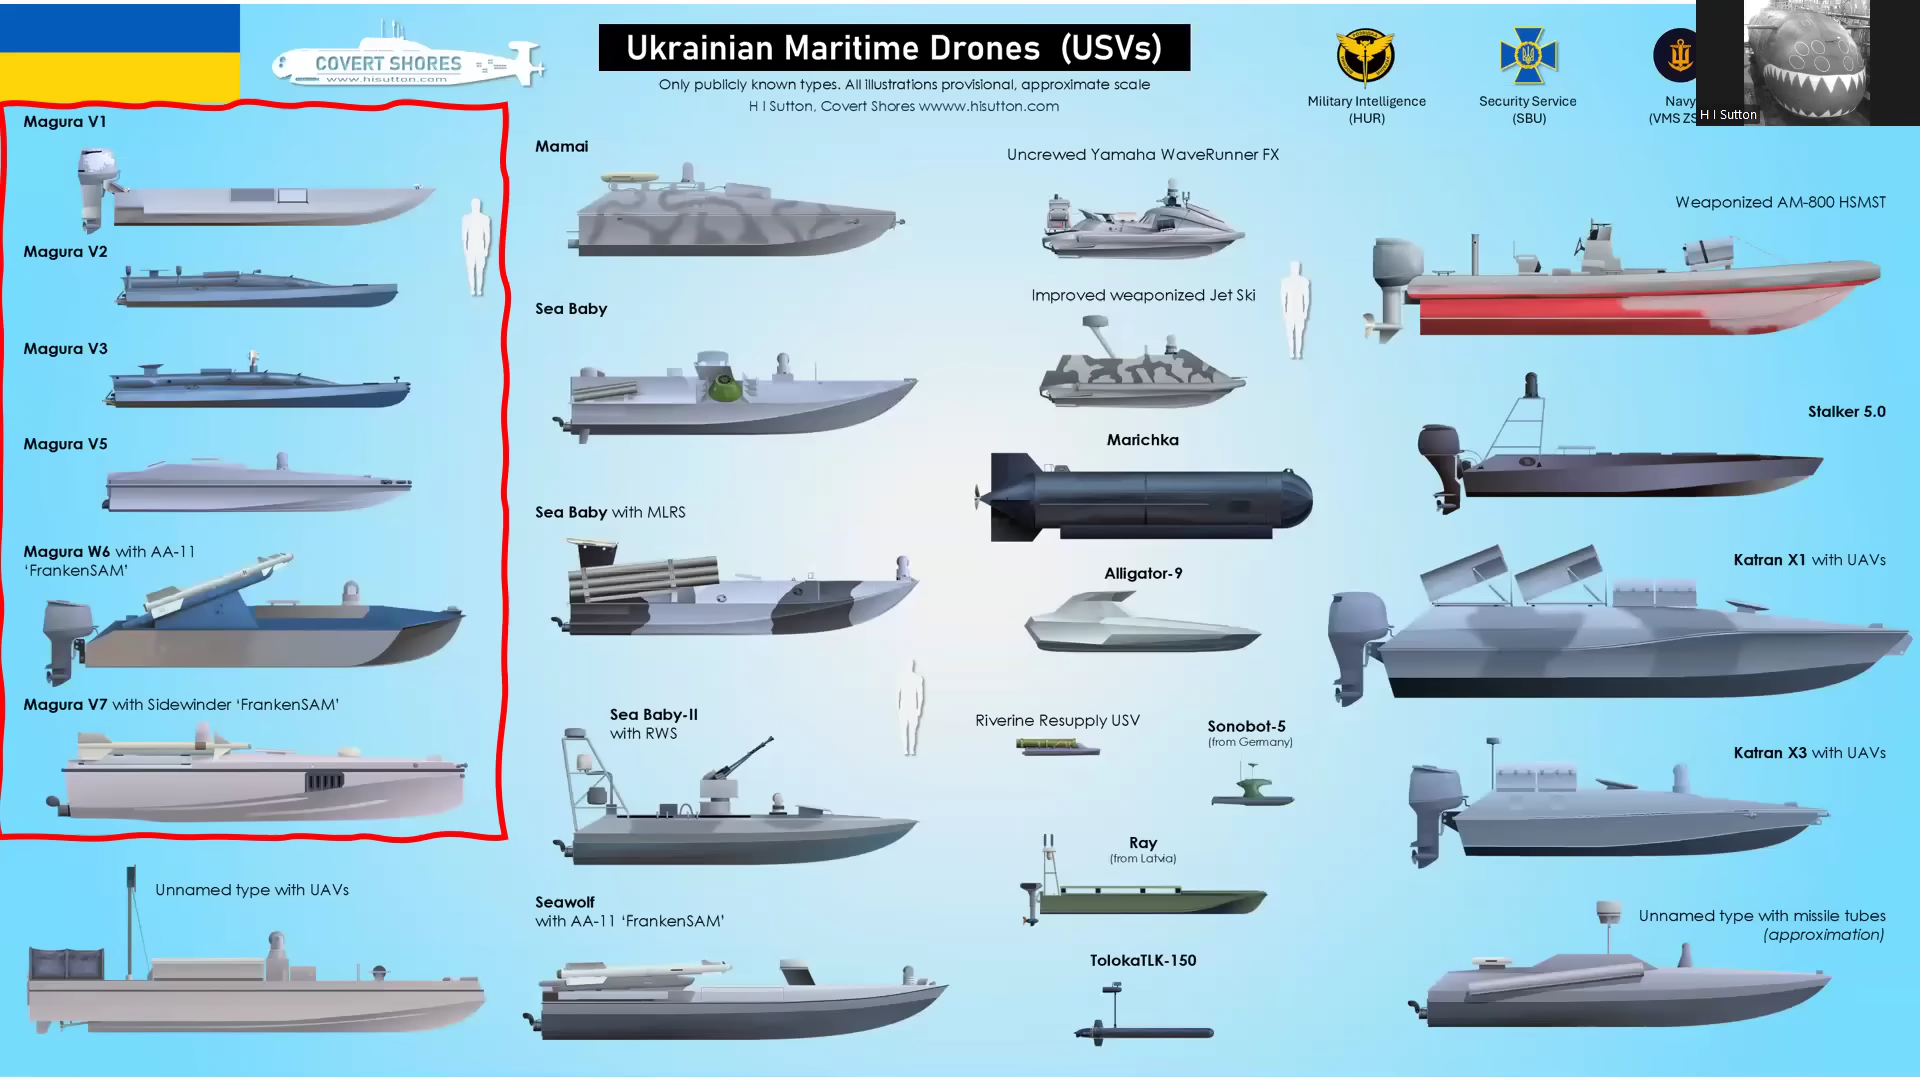 COVERT SHORES
www.hisutton.com
Ukrainian Maritime Drones (USVs)
Only publicly known types. All illustrations provisional, approximate scale
H I Sutton, Covert Shores wwww.hisutton.com
Military Intelligence
(HUR)
Security Service
(SBU)
Navy
(VMS ZS
H I Sutton
Magura V1
Magura V2
Magura V3
Magura V5
Magura W6 with AA-11
‘FrankenSAM’
Magura V7 with Sidewinder ‘FrankenSAM’
Unnamed type with UAVs
Mamai
Sea Baby
Sea Baby with MLRS
Sea Baby-II
with RWS
Seawolf
with AA-11 ‘FrankenSAM’
Uncrewed Yamaha WaveRunner FX
Improved weaponized Jet Ski
Marichka
Alligator-9
Riverine Resupply USV
Sonobot-5
(from Germany)
Ray
(from Latvia)
TolokaTLK-150
Weaponized AM-800 HSMST
Stalker 5.0
Katran X1 with UAVs
Katran X3 with UAVs
Unnamed type with missile tubes
(approximation)